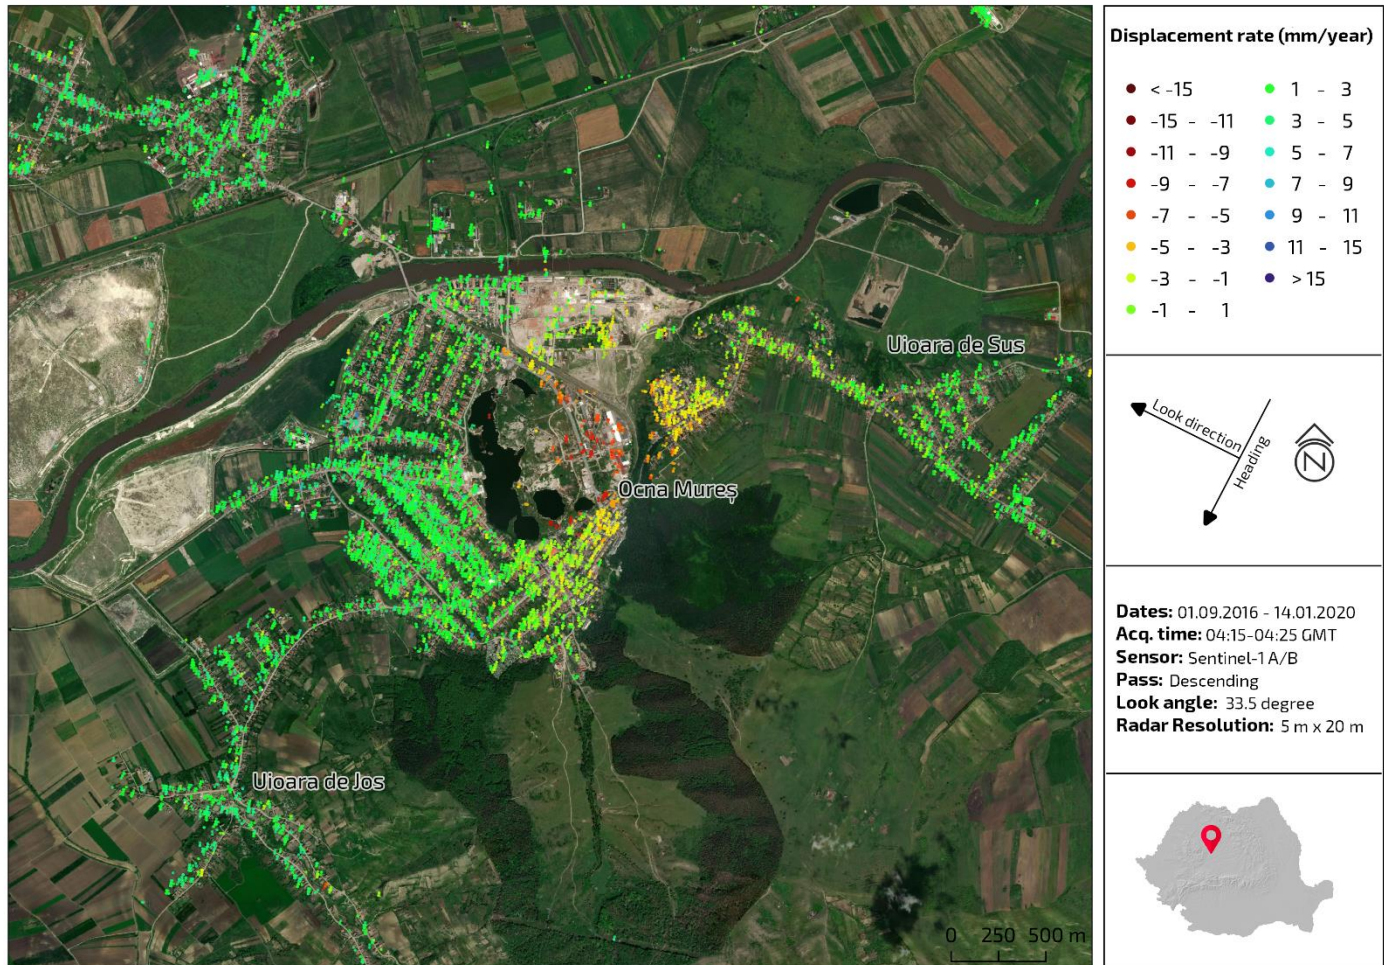 Displacement rate (mm/year)
< -15
-15 - -11
-11 - -9
-9 - -7
-7 - -5
-5 - -3
-3 - -1
-1 - 1
1 - 3
3 - 5
5 - 7
7 - 9
9 - 11
11 - 15
> 15
Uioara de Sus
Ocna Mureș
Uioara de Jos
0 250 500 m
Look direction
Heading
N
Dates: 01.09.2016 - 14.01.2020
Acq. time: 04:15-04:25 GMT
Sensor: Sentinel-1 A/B
Pass: Descending
Look angle: 33.5 degree
Radar Resolution: 5 m x 20 m